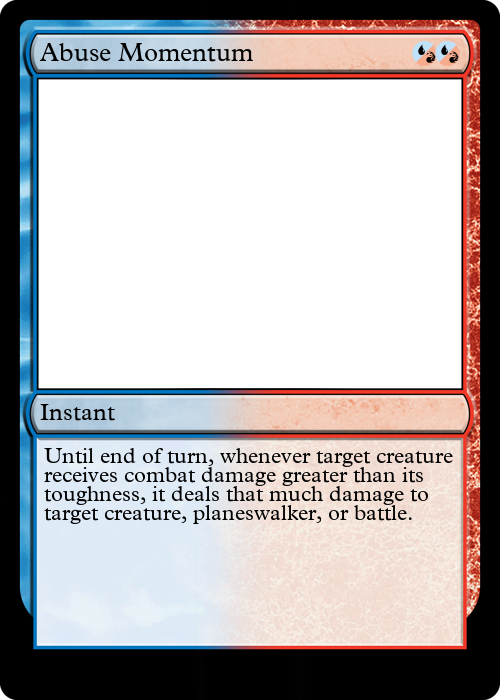 Abuse Momentum
Instant
Until end of turn, whenever target creature
receives combat damage greater than its
toughness, it deals that much damage to
target creature, planeswalker, or battle.